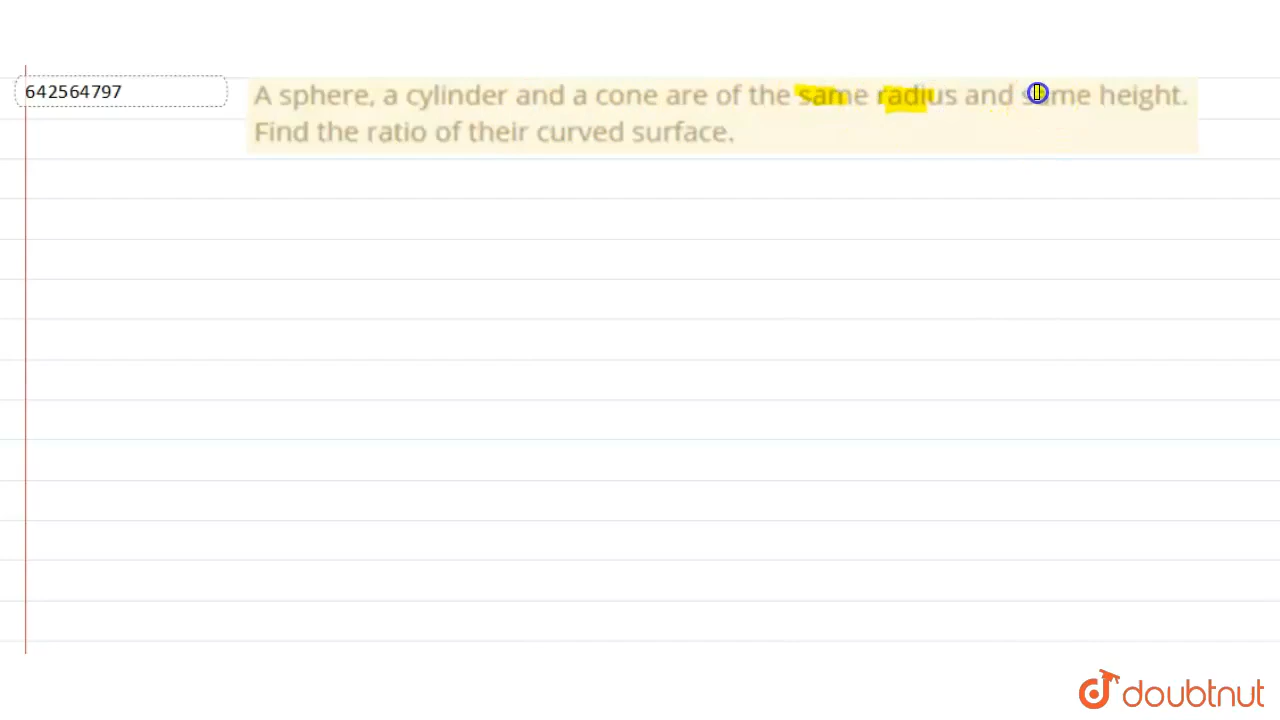 642564797
A sphere, a cylinder and a cone are of the same radius and same height.
Find the ratio of their curved surface.
doubtnut